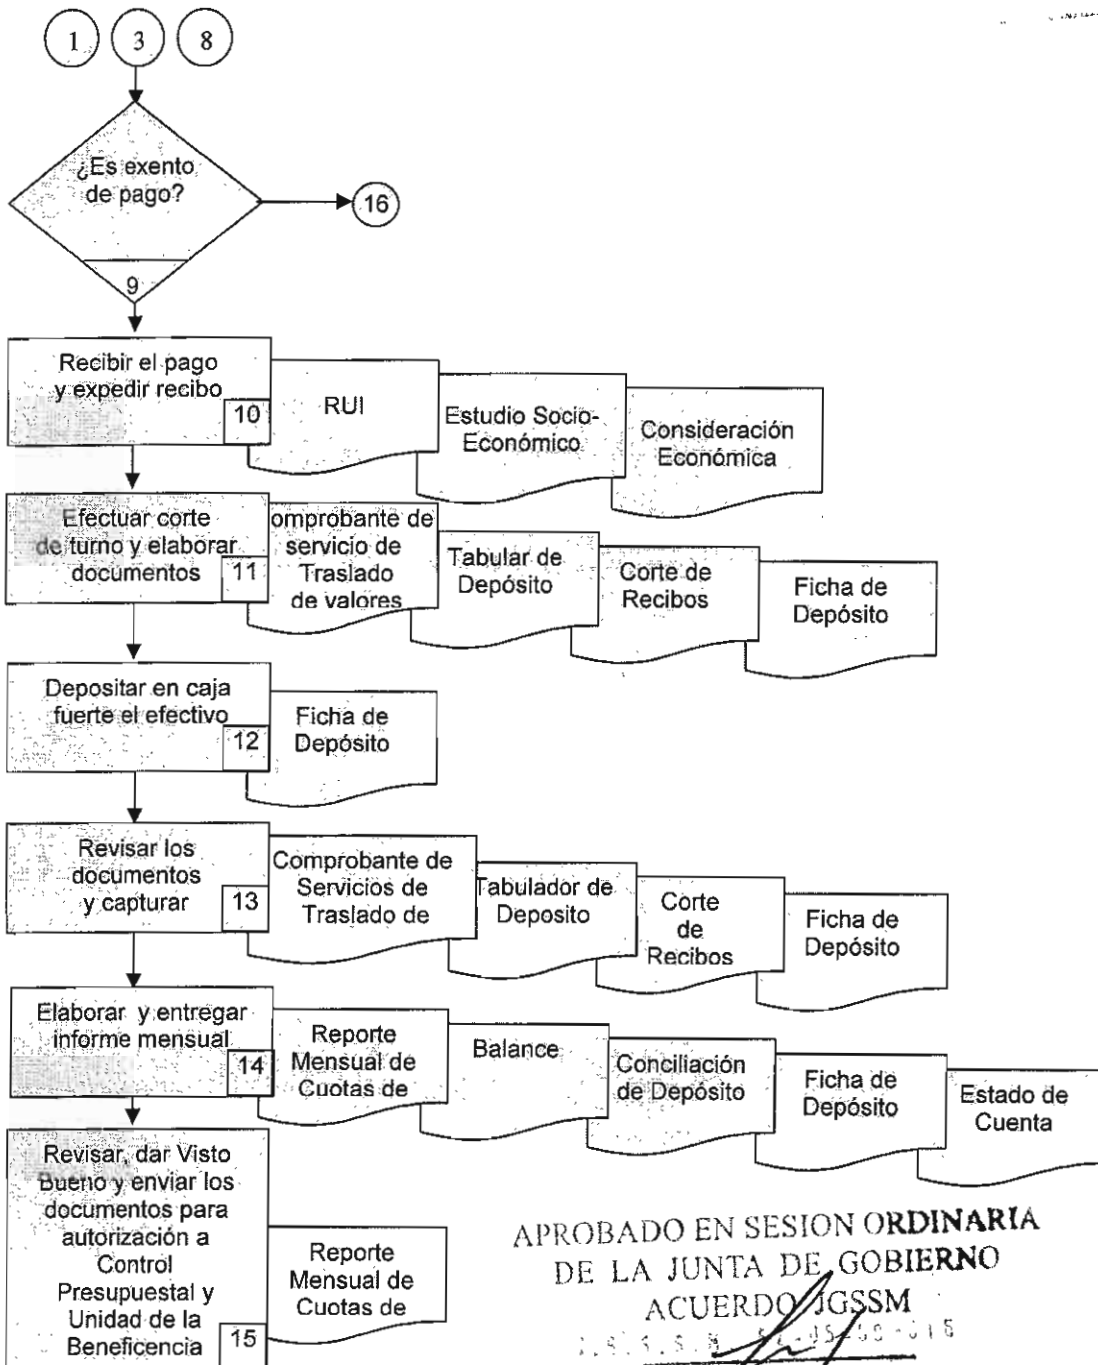 1 3 8
¿Es exento
de pago?
16
9
Recibir el pago
y expedir recibo
10
RUI
Estudio Socio-
Económico
Consideración
Económica
Efectuar corte
de turno y elaborar
documentos
11
omprobante de
servicio de
Traslado
de valores
Tabular de
Depósito
Corte de
Recibos
Ficha de
Depósito
Depositar en caja
fuerte el efectivo
12
Ficha de
Depósito
Revisar los
documentos
y capturar
13
Comprobante de
Servicios de
Traslado de
Tabulador de
Deposito
Corte
de
Recibos
Ficha de
Depósito
Elaborar y entregar
informe mensual
14
Reporte
Mensual de
Cuotas de
Balance
Conciliación
de Depósito
Ficha de
Depósito
Estado de
Cuenta
Revisar, dar Visto
Bueno y enviar los
documentos para
autorización a
Control
Presupuestal y
Unidad de la
Beneficencia
15
Reporte
Mensual de
Cuotas de
APROBADO EN SESION ORDINARIA
DE LA JUNTA DE GOBIERNO
ACUERDO JGSSM